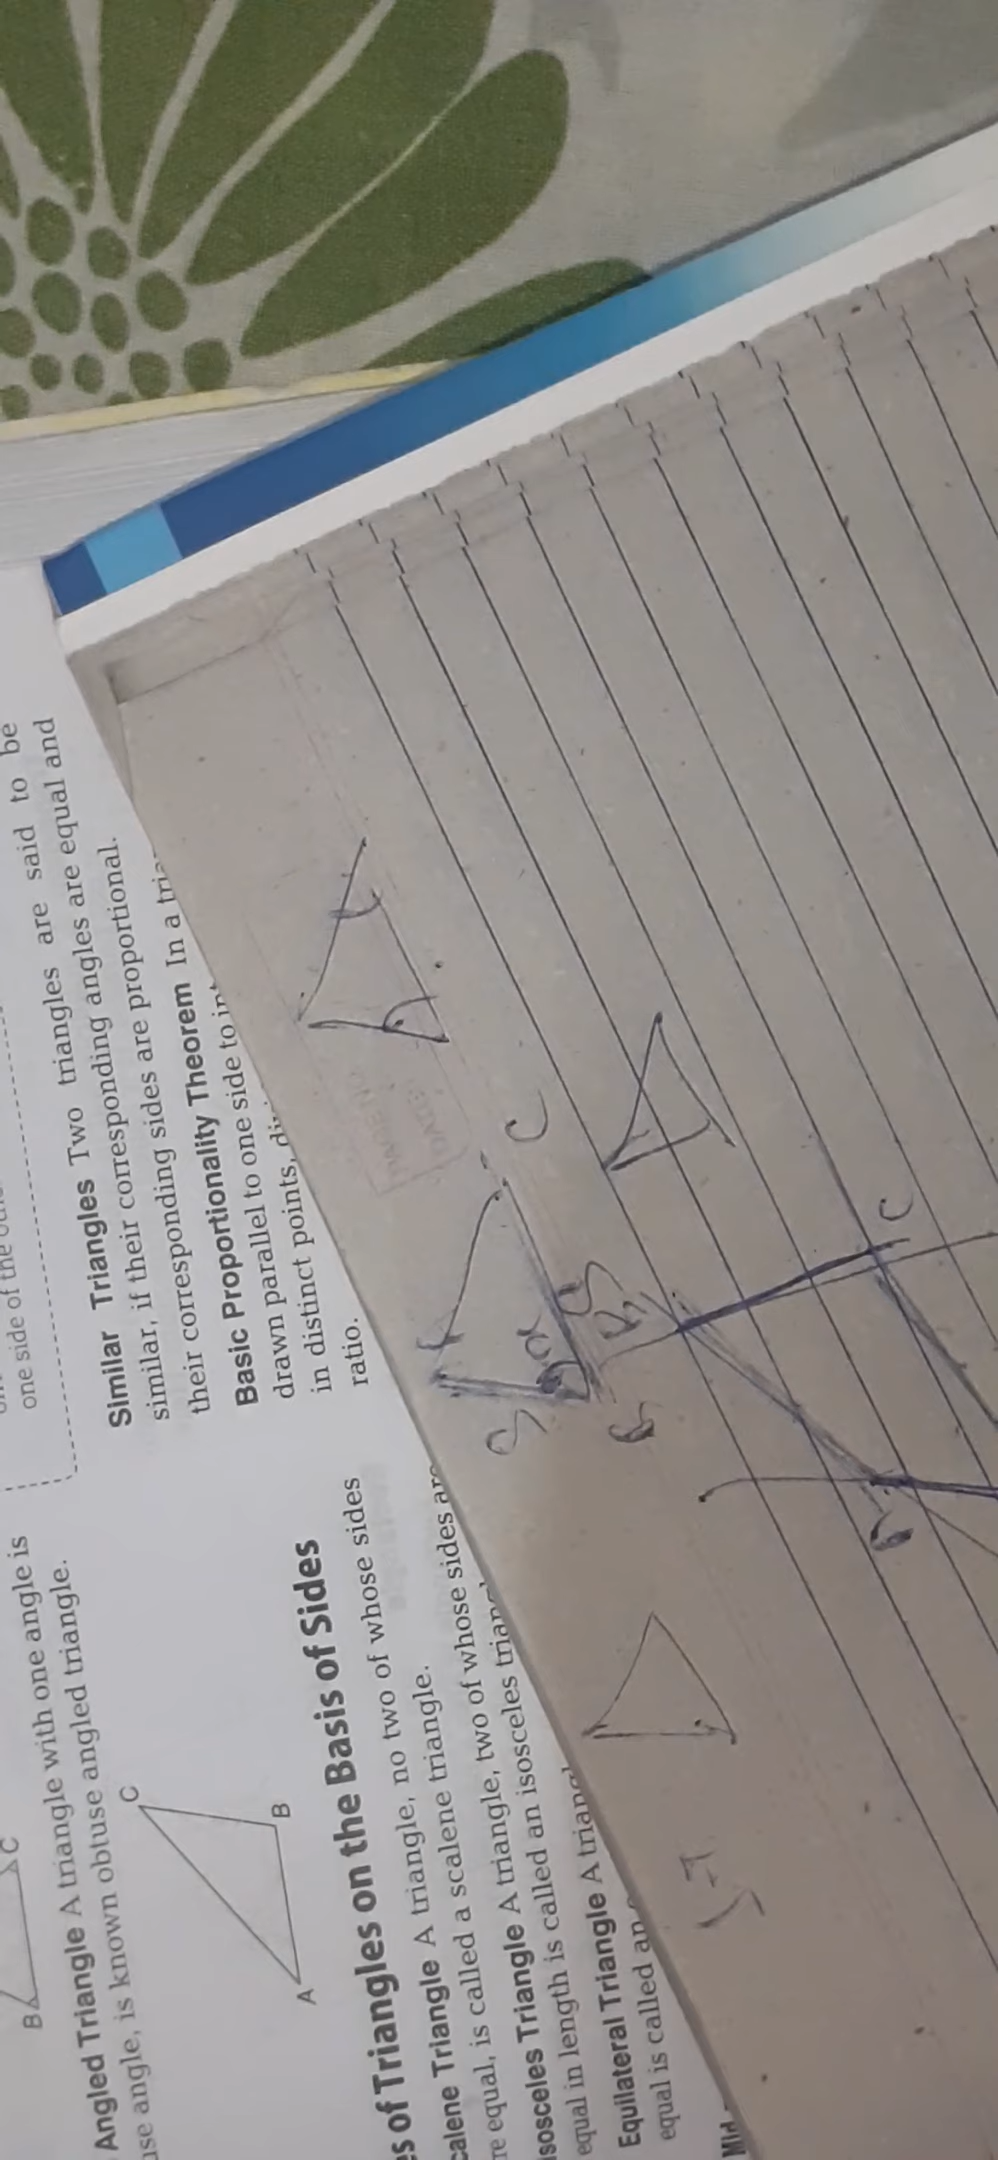 C
B
Angled Triangle A triangle with one angle is
use angle, is known obtuse angled triangle.
C
A
B
es of Triangles on the Basis of Sides
calene Triangle A triangle, no two of whose sides
re equal, is called a scalene triangle.
Isosceles Triangle A triangle, two of whose sides are
equal in length is called an isosceles
Equilateral Triangle A
equal is called an
one side of the
Similar Triangles Two triangles are said to be
similar, if their corresponding angles are equal and
their corresponding sides are proportional.
Basic Proportionality Theorem In a
drawn parallel to one side to
in distinct points,
ratio.
PAGE NO
DATE
C
C